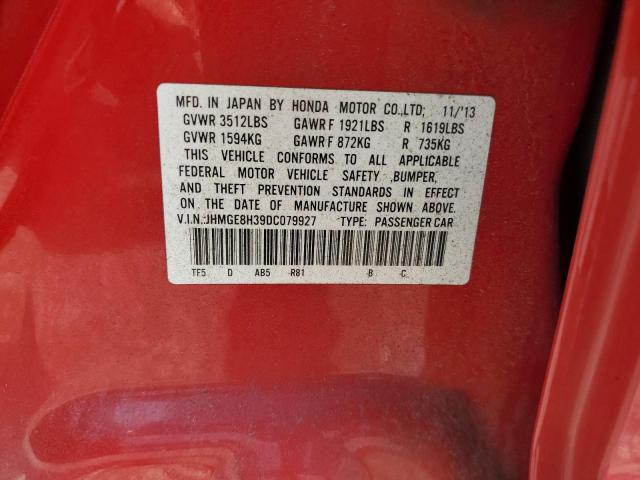 MFD. IN JAPAN BY HONDA MOTOR CO.,LTD; 11/'13
GVWR 3512LBS GAWR F 1921LBS R 1619LBS
GVWR 1594KG GAWR F 872KG R 735KG
THIS VEHICLE CONFORMS TO ALL APPLICABLE
FEDERAL MOTOR VEHICLE SAFETY ,BUMPER,
AND THEFT PREVENTION STANDARDS IN EFFECT
ON THE DATE OF MANUFACTURE SHOWN ABOVE.
V.I.N.:JHMGE8H39DC079927 TYPE: PASSENGER CAR
TF5 D AB5 -R81 B C